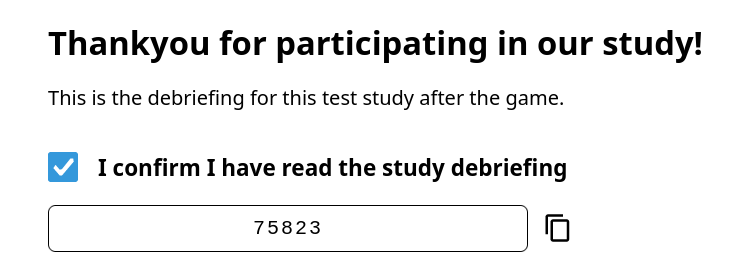 Thankyou for participating in our study!
This is the debriefing for this test study after the game.
I confirm I have read the study debriefing
75823